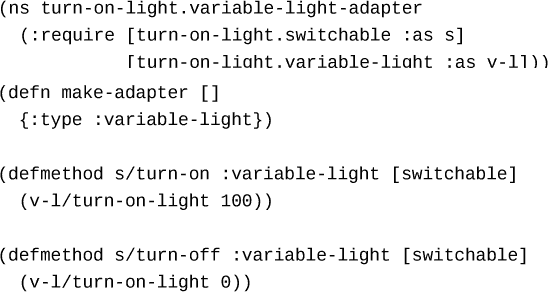 (ns turn-on-light.variable-light-adapter
  (:require [turn-on-light.switchable :as s]
            [turn-on-light.variable-light :as v-l]))
(defn make-adapter []
  {:type :variable-light})
(defmethod s/turn-on :variable-light [switchable]
  (v-l/turn-on-light 100))
(defmethod s/turn-off :variable-light [switchable]
  (v-l/turn-on-light 0))